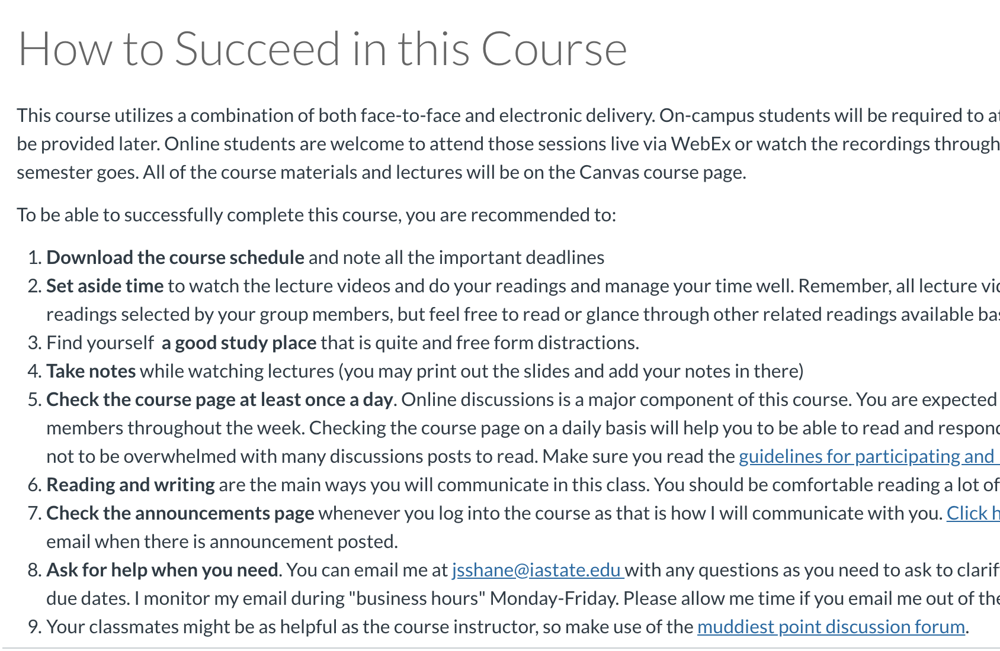 How to Succeed in this Course
This course utilizes a combination of both face-to-face and electronic delivery. On-campus students will be required to
be provided later. Online students are welcome to attend those sessions live via WebEx or watch the recordings through
semester goes. All of the course materials and lectures will be on the Canvas course page.
To be able to successfully complete this course, you are recommended to:
1. Download the course schedule and note all the important deadlines
2. Set aside time to watch the lecture videos and do your readings and manage your time well. Remember, all lecture
readings selected by your group members, but feel free to read or glance through other related readings available
3. Find yourself a good study place that is quite and free form distractions.
4. Take notes while watching lectures (you may print out the slides and add your notes in there)
5. Check the course page at least once a day. Online discussions is a major component of this course. You are expected
members throughout the week. Checking the course page on a daily basis will help you to be able to read and
not to be overwhelmed with many discussions posts to read. Make sure you read the guidelines for participating and
6. Reading and writing are the main ways you will communicate in this class. You should be comfortable reading a lot of
7. Check the announcements page whenever you log into the course as that is how I will communicate with you. Click
email when there is announcement posted.
8. Ask for help when you need. You can email me at jsshane@iastate.edu with any questions as you need to ask to
due dates. I monitor my email during "business hours" Monday-Friday. Please allow me time if you email me out of
9. Your classmates might be as helpful as the course instructor, so make use of the muddiest point discussion forum.